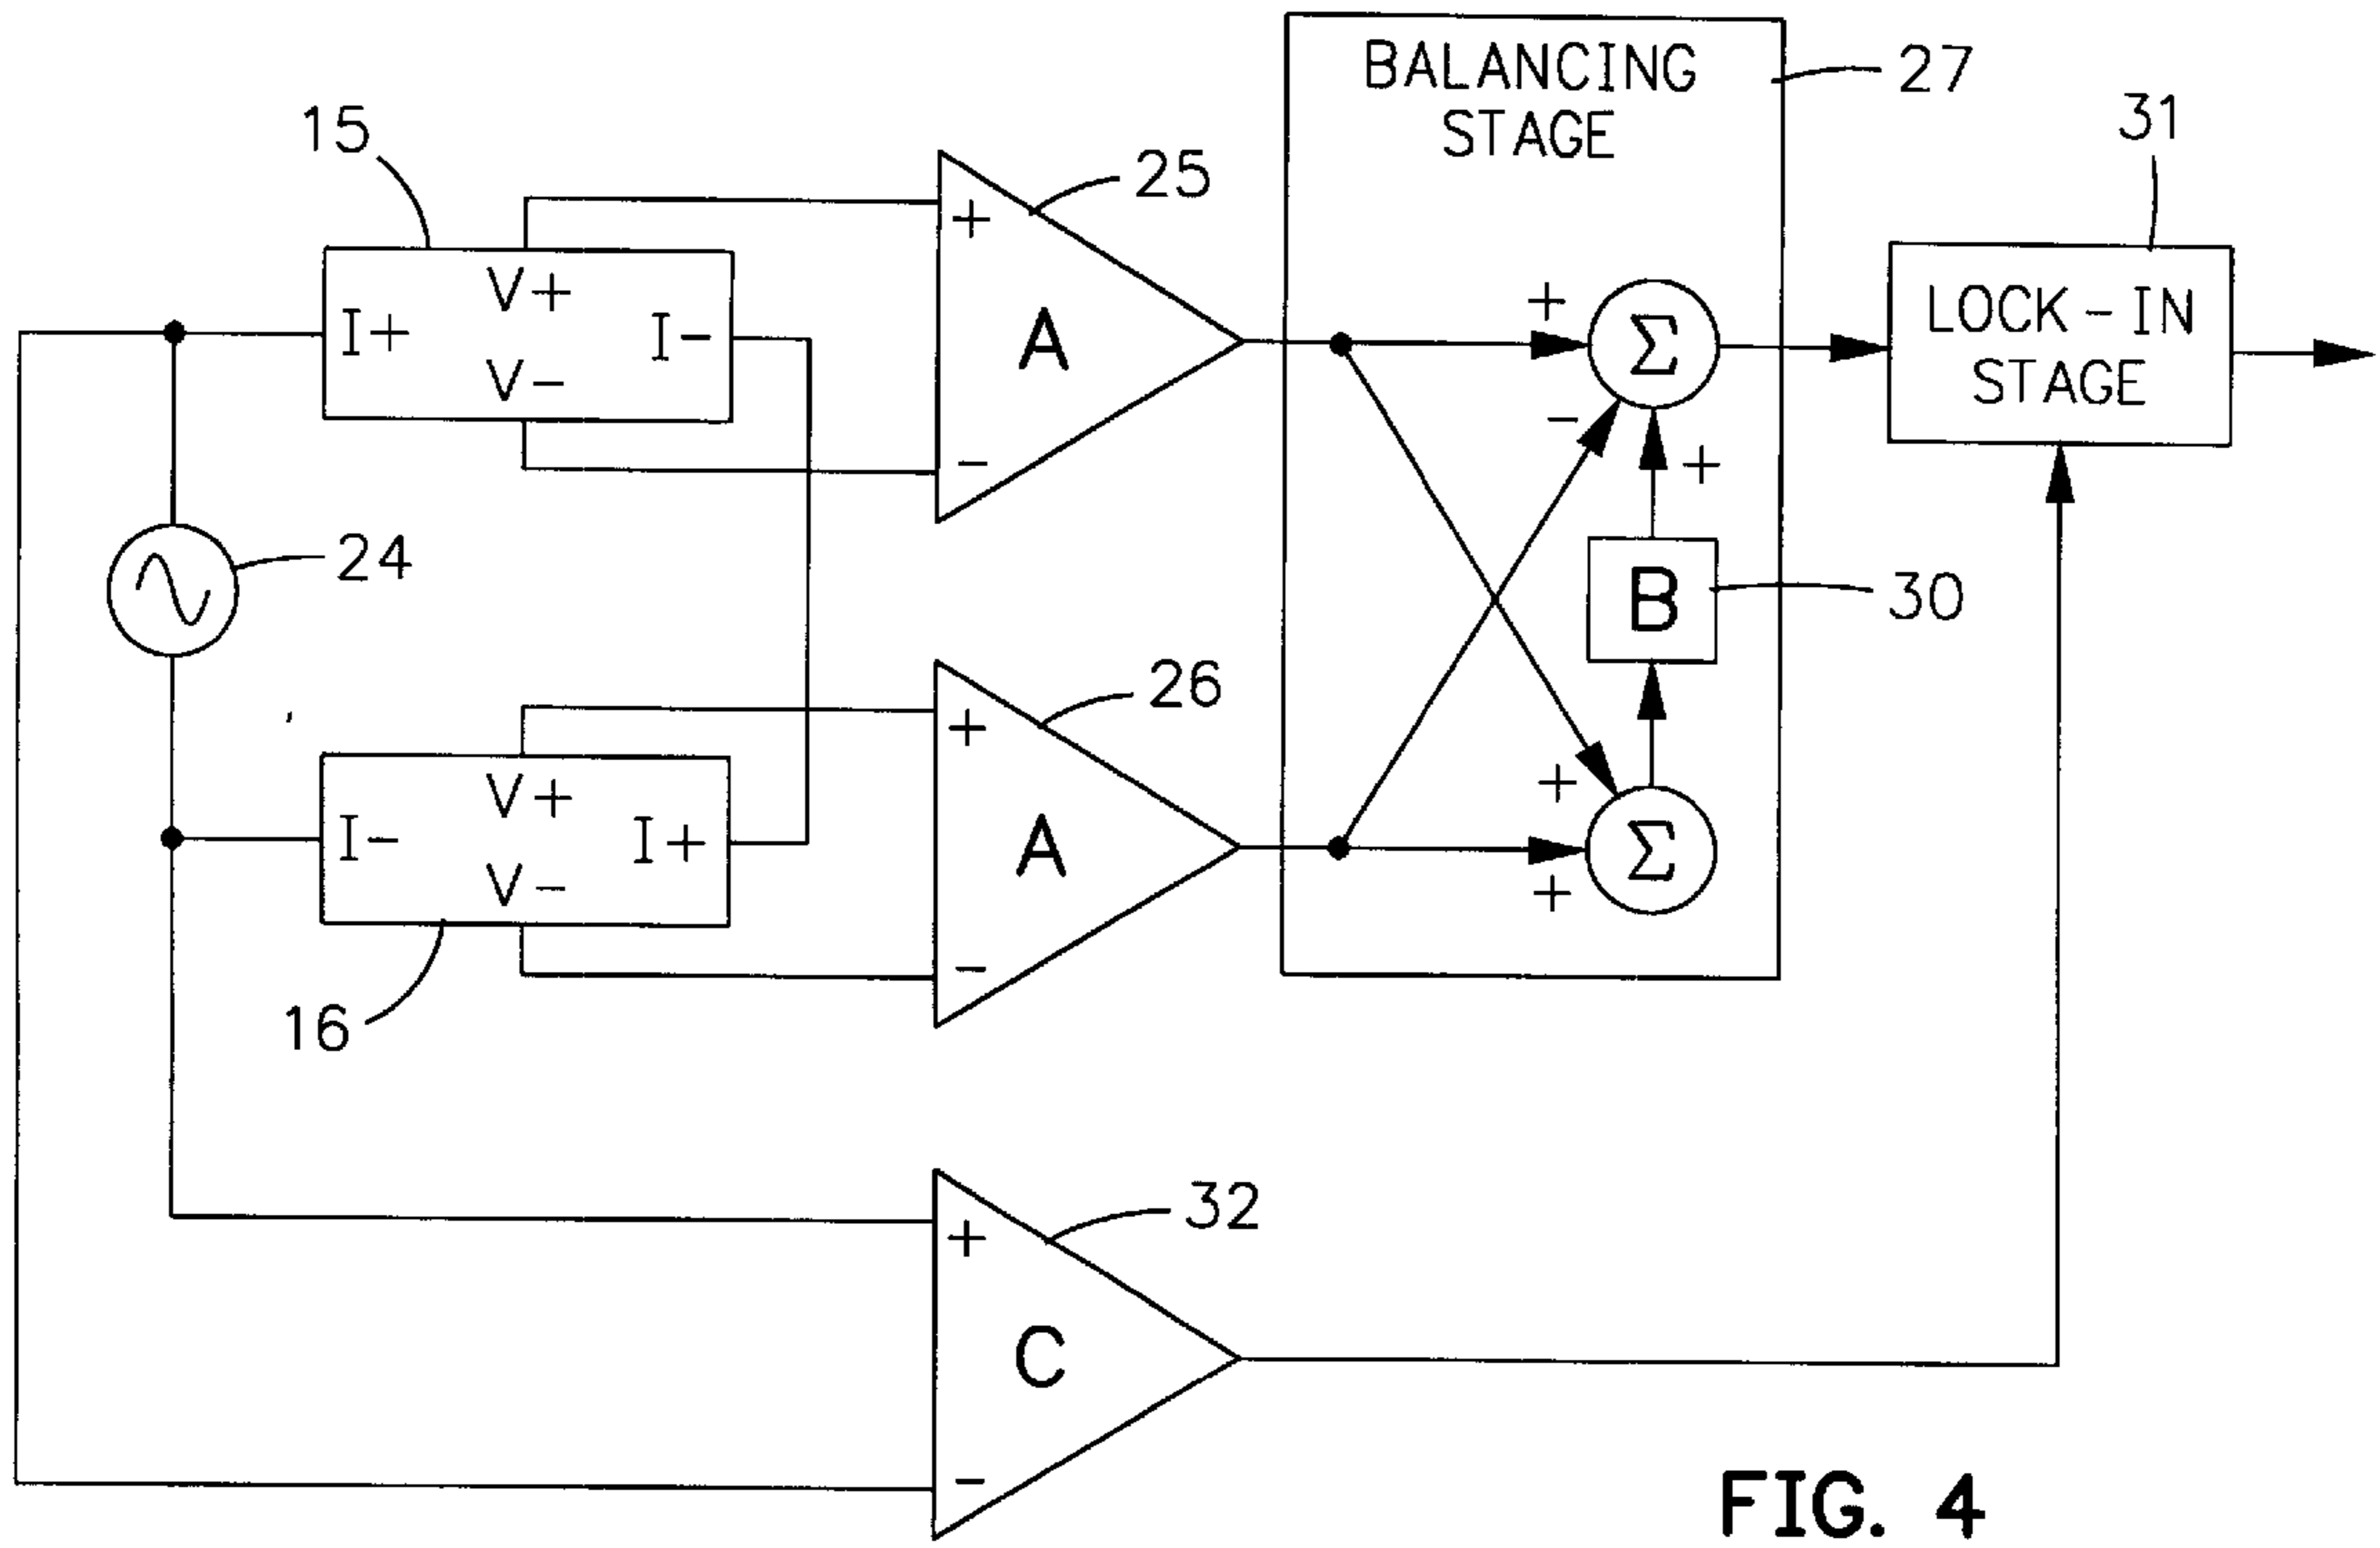 BALANCING
STAGE
27
31
15
25
V+
I+
I-
V-
+
A
-
+
Σ
-
+
LOCK-IN
STAGE
24
B
30
26
V+
I-
I+
V-
+
A
-
+
Σ
+
16
32
+
C
-
FIG. 4